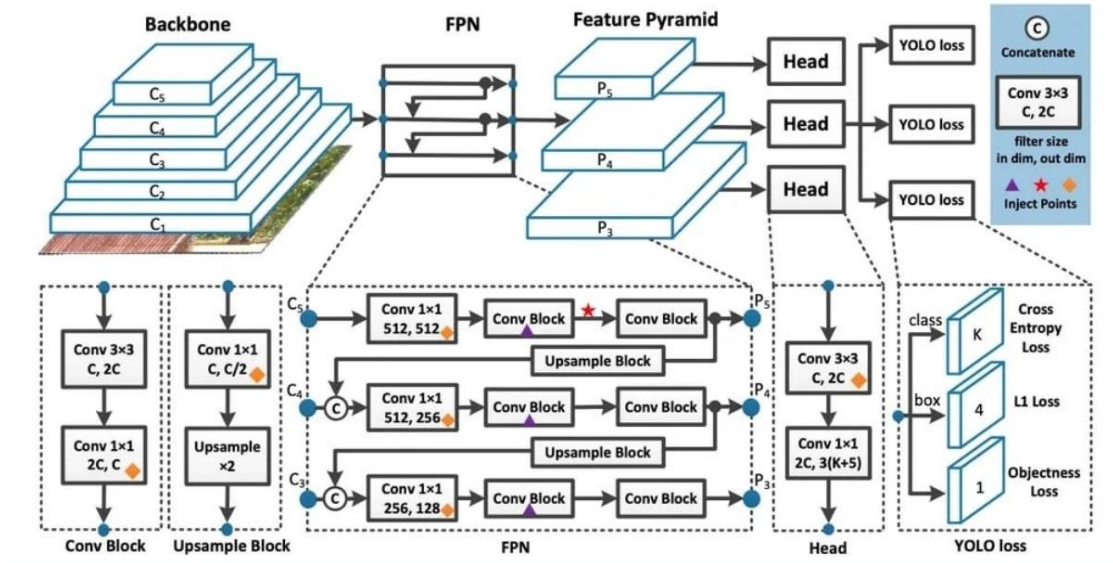 Backbone
FPN
Feature Pyramid
C5
C4
C3
C2
C1
P5
P4
P3
Head
Head
Head
YOLO loss
YOLO loss
YOLO loss
C
Concatenate
Conv 3×3
C, 2C
filter size
in dim, out dim
Inject Points
Conv 3×3
C, 2C
Conv 1×1
2C, C
Conv Block
Conv 1×1
C, C/2
Upsample
×2
Upsample Block
C5
Conv 1×1
512, 512
Conv Block
Conv Block
P5
Upsample Block
C4
C
Conv 1×1
512, 256
Conv Block
Conv Block
P4
Upsample Block
C3
C
Conv 1×1
256, 128
Conv Block
Conv Block
P3
FPN
Conv 3×3
C, 2C
Conv 1×1
2C, 3(K+5)
Head
class
K
Cross
Entropy
Loss
box
4
L1 Loss
1
Objectness
Loss
YOLO loss